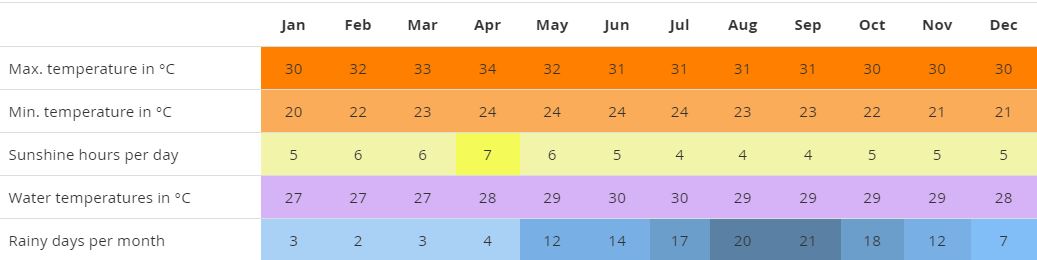 Jan Feb Mar Apr May Jun Jul Aug Sep Oct Nov Dec
Max. temperature in °C 30 32 33 34 32 31 31 31 31 30 30 30
Min. temperature in °C 20 22 23 24 24 24 24 23 23 22 21 21
Sunshine hours per day 5 6 6 7 6 5 4 4 4 5 5 5
Water temperatures in °C 27 27 27 28 29 30 30 29 29 29 29 28
Rainy days per month 3 2 3 4 12 14 17 20 21 18 12 7